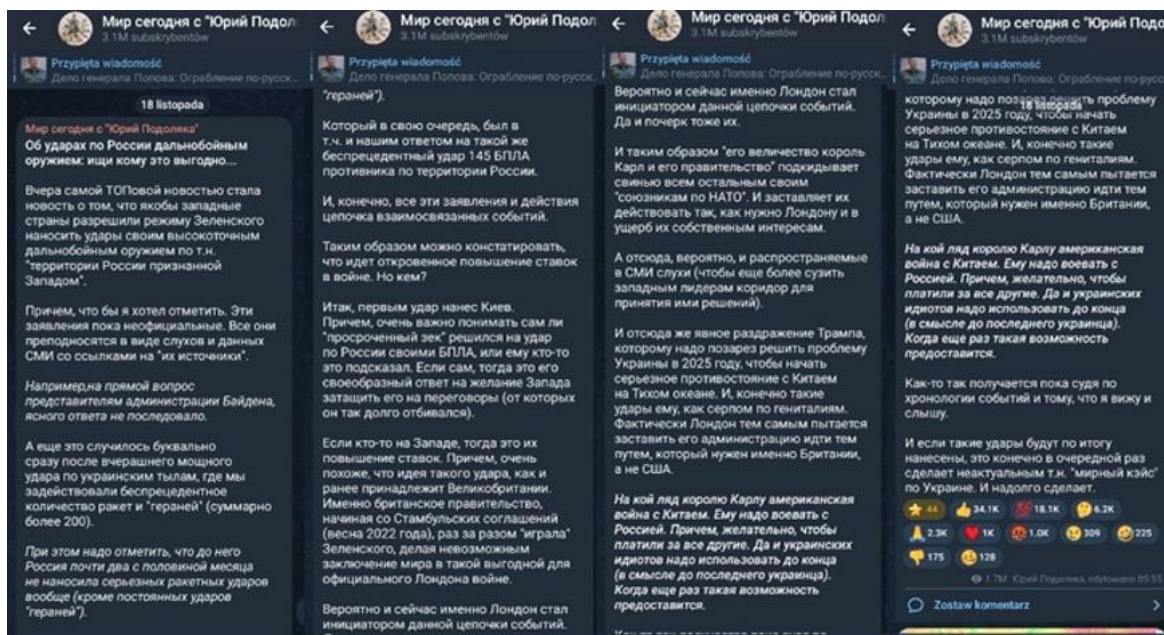 Мир сегодня с "Юрий Подол
3.1M subskrybentów
Przypięta wiadomość
Дело генерала Попова: Ограбление по-русск...
18 listopada
Мир сегодня с "Юрий Подоляка"
Об ударах по России дальнобойным
оружием: ищи кому это выгодно...
Вчера самой ТОПовой новостью стала
новость о том, что якобы западные
страны разрешили режиму Зеленского
наносить удары своим высокоточным
дальнобойным оружием по т.н.
"территории России признанной
Западом".
Причем, что бы я хотел отметить. Эти
заявления пока неофициальные. Все они
преподносятся в виде слухов и данных
СМИ со ссылками на "их источники".
Например,на прямой вопрос
представителям администрации Байдена,
ясного ответа не последовало.
А еще это случилось буквально
сразу после вчерашнего мощного
удара по украинским тылам, где мы
задействовали беспрецедентное
количество ракет и "гераней" (суммарно
более 200).
При этом надо отметить, что до него
Россия почти два с половиной месяца
не наносила серьезных ракетных ударов
вообще (кроме постоянных ударов
"гераней").
Мир сегодня с "Юрий Подол
3.1M subskrybentów
Przypięta wiadomość
Дело генерала Попова: Ограбление по-русск...
"гераней").
Который в свою очередь, был в
т.ч. и нашим ответом на такой же
беспрецедентный удар 145 БПЛА
противника по территории России.
И, конечно, все эти заявления и действия
цепочка взаимосвязанных событий.
Таким образом можно констатировать,
что идет откровенное повышение ставок
в войне. Но кем?
Итак, первым удар нанес Киев.
Причем, очень важно понимать сам ли
"просроченный зек" решился на удар
по России своими БПЛА, или ему кто-то
это подсказал. Если сам, тогда это его
своеобразный ответ на желание Запада
затащить его на переговоры (от которых
он так долго отбивался).
Если кто-то на Западе, тогда это их
повышение ставок. Причем, очень
похоже, что идея такого удара, как и
ранее принадлежит Великобритании.
Именно британское правительство,
начиная со Стамбульских соглашений
(весна 2022 года), раз за разом "играла"
Зеленского, делая невозможным
заключение мира в такой выгодной для
официального Лондона войне.
Вероятно и сейчас именно Лондон стал
инициатором данной цепочки событий.
Мир сегодня с "Юрий Подол
3.1M subskrybentów
Przypięta wiadomość
Дело генерала Попова: Ограбление по-русск...
Вероятно и сейчас именно Лондон стал
инициатором данной цепочки событий.
Да и почерк тоже их.
И таким образом "его величество король
Карл и его правительство" подкидывает
свинью всем остальным своим
"союзникам по НАТО". И заставляет их
действовать так, как нужно Лондону и в
ущерб их собственным интересам.
А отсюда, вероятно, и распространяемые
в СМИ слухи (чтобы еще более сузить
западным лидерам коридор для
принятия ими решений).
И отсюда же явное раздражение Трампа,
которому надо позарез решить проблему
Украины в 2025 году, чтобы начать
серьезное противостояние с Китаем
на Тихом океане. И, конечно такие
удары ему, как серпом по гениталиям.
Фактически Лондон тем самым пытается
заставить его администрацию идти тем
путем, который нужен именно Британии,
а не США.
На кой ляд королю Карлу американская
война с Китаем. Ему надо воевать с
Россией. Причем, желательно, чтобы
платили за все другие. Да и украинских
идиотов надо использовать до конца
(в смысле до последнего украинца).
Когда еще раз такая возможность
предоставится.
Мир сегодня с "Юрий Подо
3.1M subskrybentów
Przypięta wiadomość
Дело генерала Попова: Ограбление по-русс
18 listopada
которому надо позарез решить проблему
Украины в 2025 году, чтобы начать
серьезное противостояние с Китаем
на Тихом океане. И, конечно такие
удары ему, как серпом по гениталиям.
Фактически Лондон тем самым пытается
заставить его администрацию идти тем
путем, который нужен именно Британии,
а не США.
На кой ляд королю Карлу американская
война с Китаем. Ему надо воевать с
Россией. Причем, желательно, чтобы
платили за все другие. Да и украинских
идиотов надо использовать до конца
(в смысле до последнего украинца).
Когда еще раз такая возможность
предоставится.
Как-то так получается пока судя по
хронологии событий и тому, что я вижу и
слышу.
И если такие удары будут по итогу
нанесены, это конечно в очередной раз
сделает неактуальным т.н. "мирный кэйс"
по Украине. И надолго сделает.
44 34.1K 18.1K 6.2K
2.3K 1K 1.0K 309 225
175 128
1.7M Юрий Подоляка, edytowano 05:55
Zostaw komentarz